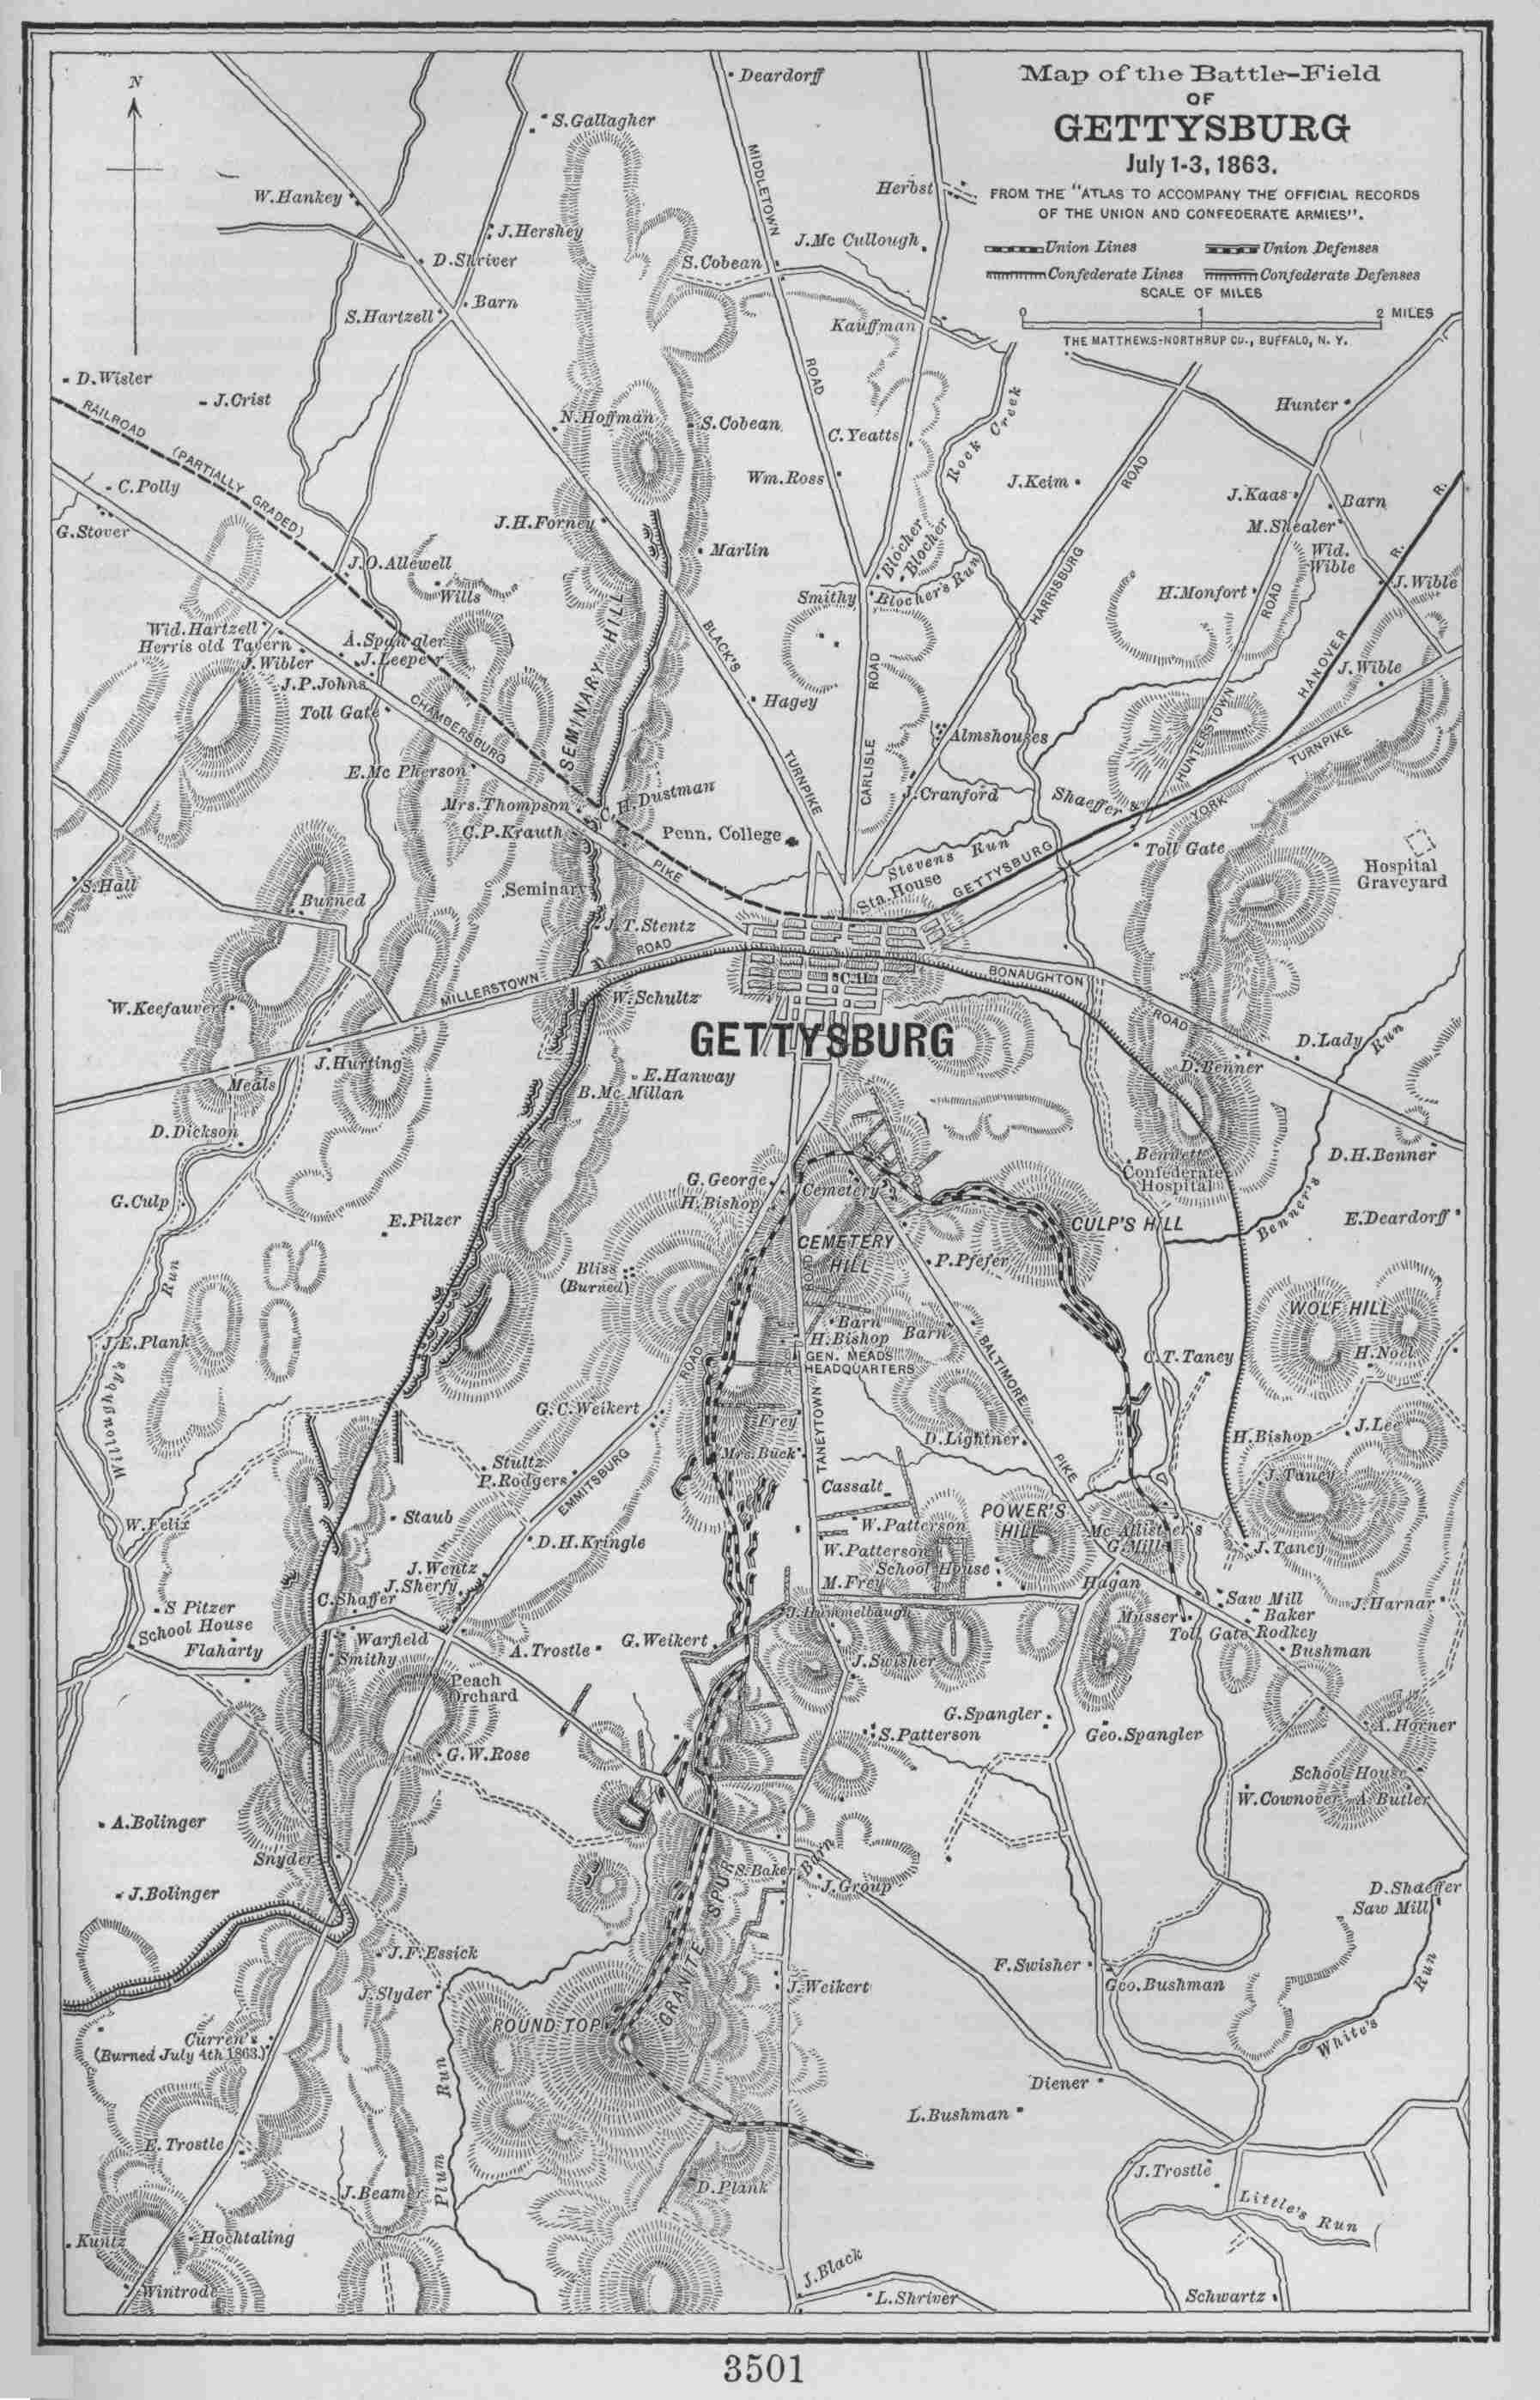 Map of the Battle-Field
OF
GETTYSBURG
July 1-3, 1863.
FROM THE "ATLAS TO ACCOMPANY THE OFFICIAL RECORDS
OF THE UNION AND CONFEDERATE ARMIES".
Union Lines
Union Defenses
Confederate Lines
Confederate Defenses
SCALE OF MILES
0 1 2 MILES
THE MATTHEWS-NORTHRUP CO., BUFFALO, N. Y.
N
Deardorff
S. Gallagher
W. Hankey
Herbst
MIDDLETOWN
J. Hershey
J. Mc Cullough
D. Shriver
S. Cobean
Barn
S. Hartzell
Kauffman
D. Wisler
J. Crist
ROAD
Hunter
RAILROAD
(PARTIALLY GRADED)
N. Hoffman
S. Cobean
C. Yeatts
Rock Creek
C. Polly
Wm. Ross
J. Keim
ROAD
J. Kaas
Barn
R. R.
G. Stover
J. H. Forney
M. Shealer
Marlin
Blocher
Blocher
Wid.
Wible
J. O. Allewell
Wills
Smithy
Blocher's Run
HARRISBURG
H. Monfort
ROAD
J. Wible
Wid. Hartzell
Herris old Tavern
A. Spangler
J. Leeper
J. Wibler
J. P. Johns
SEMINARY HILL
BLACK'S
ROAD
HANOVER
J. Wible
Toll Gate
CHAMBERSBURG
Hagey
Almshouses
HUNTERSTOWN
TURNPIKE
E. Mc Pherson
TURNPIKE
CARLISLE
Mrs. Thompson
H. Dustman
J. Cranford
Shaeffer
YORK
C. P. Krauth
Penn. College
PIKE
Stevens Run
Toll Gate
Sta. House
GETTYSBURG
Hospital
Graveyard
S. Hall
Burned
Seminary
J. T. Stentz
ROAD
MILLERSTOWN
C.H.
BONAUGHTON
ROAD
W. Keefauver
W. Schultz
GETTYSBURG
D. Lady
Run
J. Hurting
Meals
E. Hanway
B. Mc Millan
D. Benner
D. Dickson
Bennett
Confederate
Hospital
D. H. Benner
G. Culp
G. George
H. Bishop
Cemetery
E. Pilzer
CULP'S HILL
Benner's
E. Deardorff
Run
CEMETERY
HILL
ROAD
P. Pfefer
Bliss
(Burned)
WOLF HILL
J. E. Plank
Barn
H. Bishop
Barn
GEN. MEADS
HEADQUARTERS
ROAD
BALTIMORE
C. T. Taney
H. Noel
Willoughbys
G. C. Weikert
Frey
TANEYTOWN
D. Lightner
H. Bishop
J. Lee
Stultz
P. Rodgers
Mrs. Buck
PIKE
J. Taney
EMMITSBURG
Cassalt
W. Felix
Staub
D. H. Kringle
W. Patterson
POWER'S
HILL
Mc Allister's
G. Mill
W. Patterson
J. Taney
School House
J. Wentz
J. Sherfy
M. Frey
Hagan
S Pitzer
C. Shaffer
Saw Mill
Baker
J. Harnar
School House
J. Hummelbaugh
Musser
Toll Gate
Rodkey
Flaharty
Warfield
Smithy
A. Trostle
G. Weikert
Bushman
J. Swisher
Peach
Orchard
G. Spangler
S. Patterson
Geo. Spangler
A. Horner
G. W. Rose
School House
W. Cownover
A. Butler
A. Bolinger
Snyder
S. Baker
Barn
J. Group
J. Bolinger
D. Shaeffer
Saw Mill
J. F. Essick
GRANITE SPUR
F. Swisher
Run
J. Slyder
J. Weikert
Geo. Bushman
ROUND TOP
Curren's
(Burned July 4th 1863.)
White's
Run
Diener
L. Bushman
E. Trostle
J. Beamer
Plum
D. Plank
J. Trostle
Little's Run
Kuntz
Hochtaling
Wintrode
J. Black
L. Shriver
Schwartz
3501